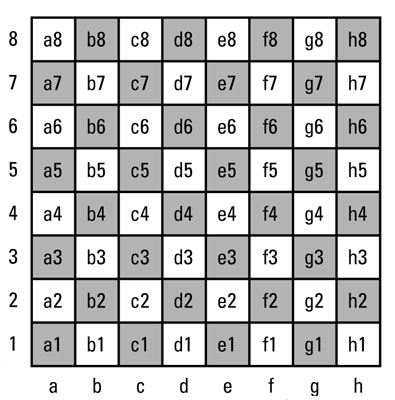 8 a8 b8 c8 d8 e8 f8 g8 h8
7 a7 b7 c7 d7 e7 f7 g7 h7
6 a6 b6 c6 d6 e6 f6 g6 h6
5 a5 b5 c5 d5 e5 f5 g5 h5
4 a4 b4 c4 d4 e4 f4 g4 h4
3 a3 b3 c3 d3 e3 f3 g3 h3
2 a2 b2 c2 d2 e2 f2 g2 h2
1 a1 b1 c1 d1 e1 f1 g1 h1
a b c d e f g h